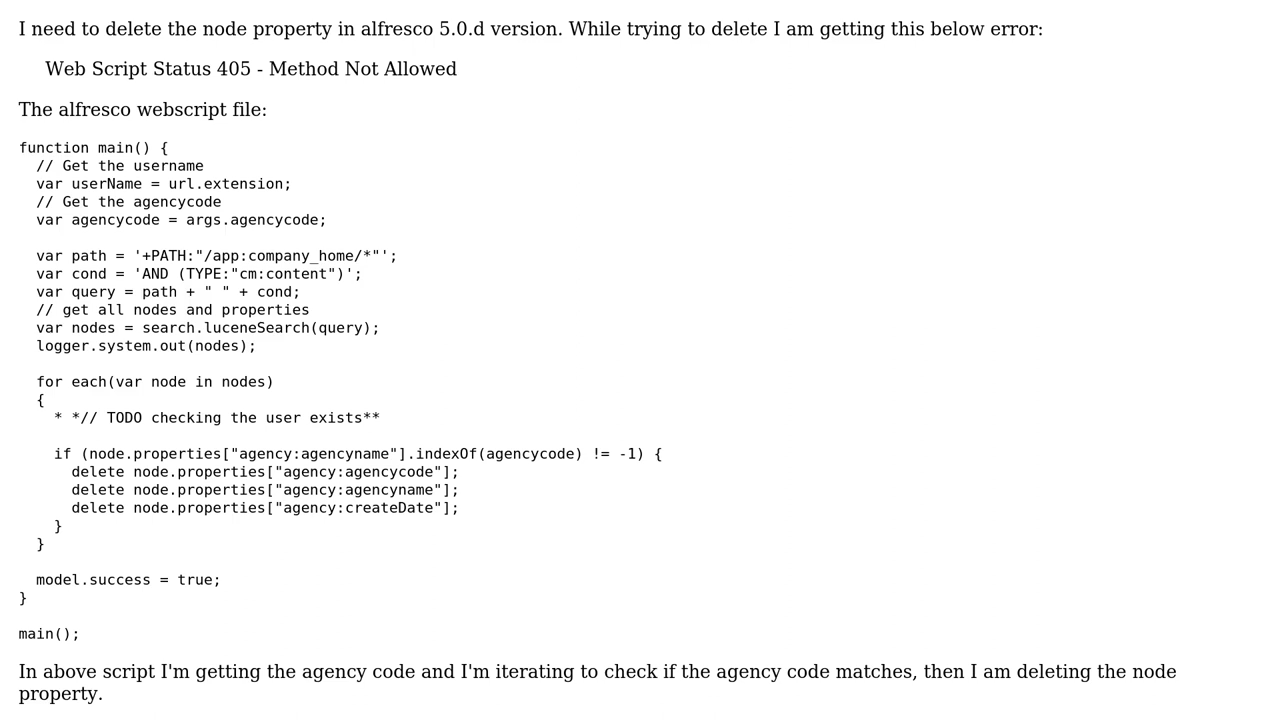 I need to delete the node property in alfresco 5.0.d version. While trying to delete I am getting this below error:
Web Script Status 405 - Method Not Allowed
The alfresco webscript file:
function main() {
  // Get the username
  var userName = url.extension;
  // Get the agencycode
  var agencycode = args.agencycode;

  var path = '+PATH:"/app:company_home/*"';
  var cond = 'AND (TYPE:"cm:content")';
  var query = path + " " + cond;
  // get all nodes and properties
  var nodes = search.luceneSearch(query);
  logger.system.out(nodes);

  for each(var node in nodes)
  {
    * *// TODO checking the user exists**

    if (node.properties["agency:agencyname"].indexOf(agencycode) != -1) {
      delete node.properties["agency:agencycode"];
      delete node.properties["agency:agencyname"];
      delete node.properties["agency:createDate"];
    }
  }

  model.success = true;
}

main();
In above script I'm getting the agency code and I'm iterating to check if the agency code matches, then I am deleting the node
property.